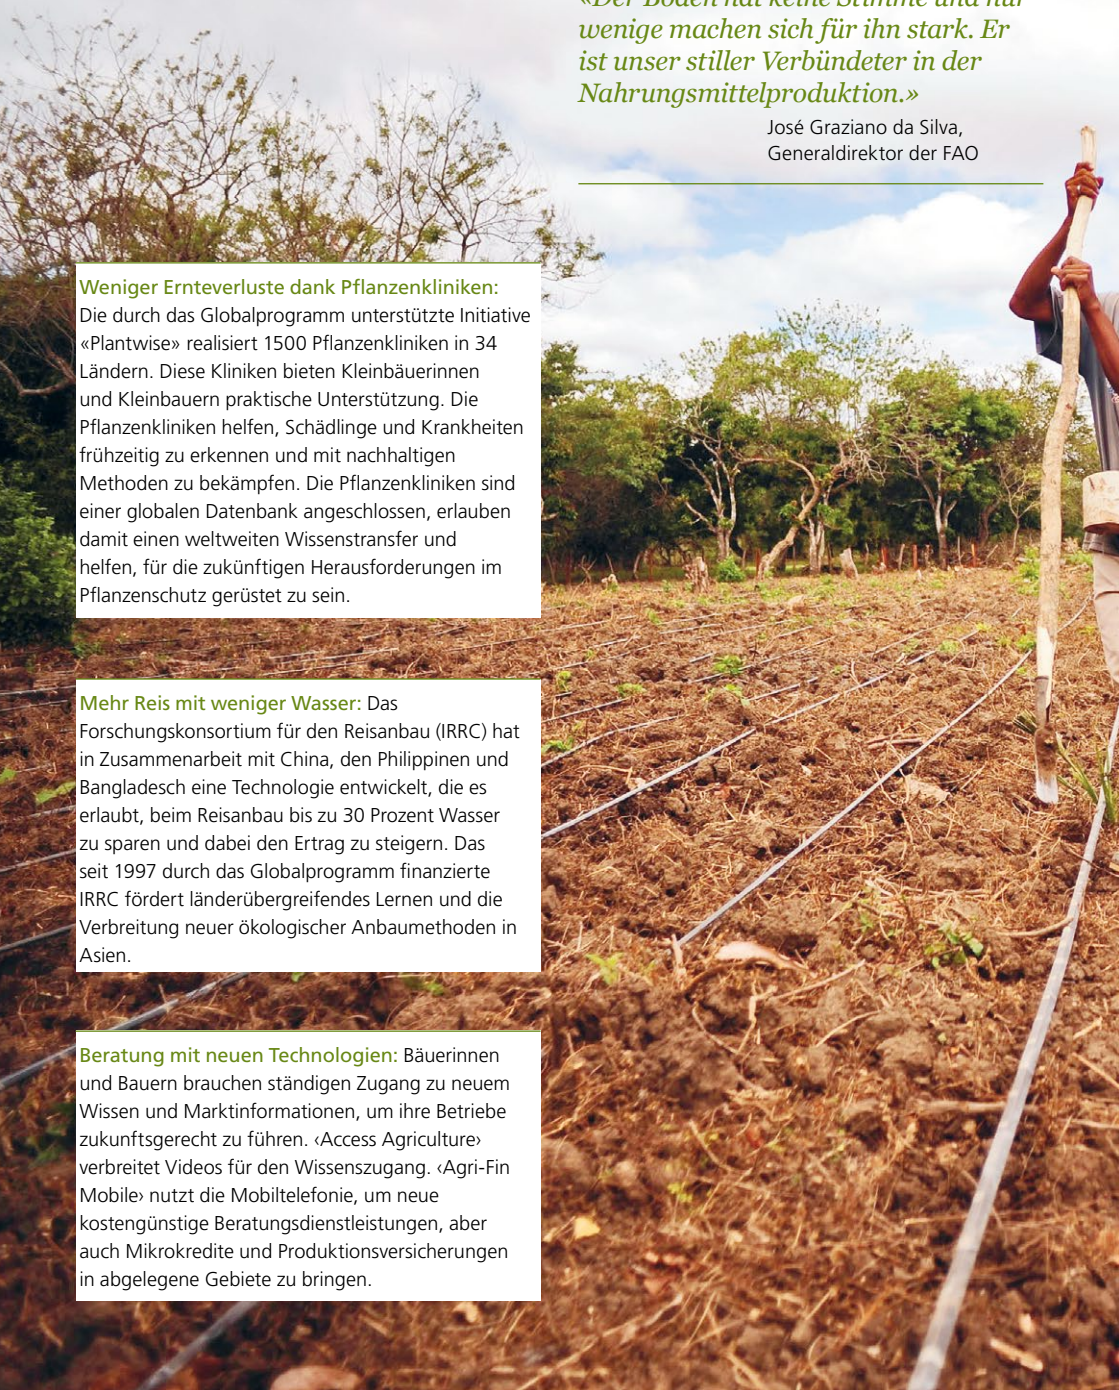 «Der Boden hat keine Stimme und nur
wenige machen sich für ihn stark. Er
ist unser stiller Verbündeter in der
Nahrungsmittelproduktion.»
José Graziano da Silva,
Generaldirektor der FAO
Weniger Ernteverluste dank Pflanzenkliniken:
Die durch das Globalprogramm unterstützte Initiative
«Plantwise» realisiert 1500 Pflanzenkliniken in 34
Ländern. Diese Kliniken bieten Kleinbäuerinnen
und Kleinbauern praktische Unterstützung. Die
Pflanzenkliniken helfen, Schädlinge und Krankheiten
frühzeitig zu erkennen und mit nachhaltigen
Methoden zu bekämpfen. Die Pflanzenkliniken sind
einer globalen Datenbank angeschlossen, erlauben
damit einen weltweiten Wissenstransfer und
helfen, für die zukünftigen Herausforderungen im
Pflanzenschutz gerüstet zu sein.
Mehr Reis mit weniger Wasser: Das
Forschungskonsortium für den Reisanbau (IRRC) hat
in Zusammenarbeit mit China, den Philippinen und
Bangladesch eine Technologie entwickelt, die es
erlaubt, beim Reisanbau bis zu 30 Prozent Wasser
zu sparen und dabei den Ertrag zu steigern. Das
seit 1997 durch das Globalprogramm finanzierte
IRRC fördert länderübergreifendes Lernen und die
Verbreitung neuer ökologischer Anbaumethoden in
Asien.
Beratung mit neuen Technologien: Bäuerinnen
und Bauern brauchen ständigen Zugang zu neuem
Wissen und Marktinformationen, um ihre Betriebe
zukunftsgerecht zu führen. ‹Access Agriculture›
verbreitet Videos für den Wissenszugang. ‹Agri-Fin
Mobile› nutzt die Mobiltelefonie, um neue
kostengünstige Beratungsdienstleistungen, aber
auch Mikrokredite und Produktionsversicherungen
in abgelegene Gebiete zu bringen.